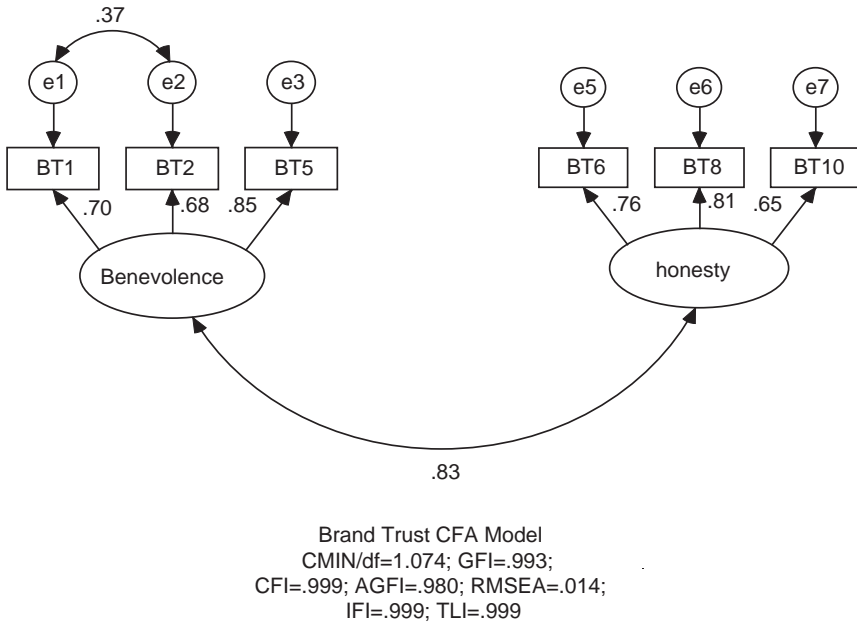 .37
e1
e2
e3
e5
e6
e7
BT1
BT2
BT5
BT6
BT8
BT10
.70
.68
.85
.76
.81
.65
Benevolence
honesty
.83
Brand Trust CFA Model
CMIN/df=1.074; GFI=.993;
CFI=.999; AGFI=.980; RMSEA=.014;
IFI=.999; TLI=.999